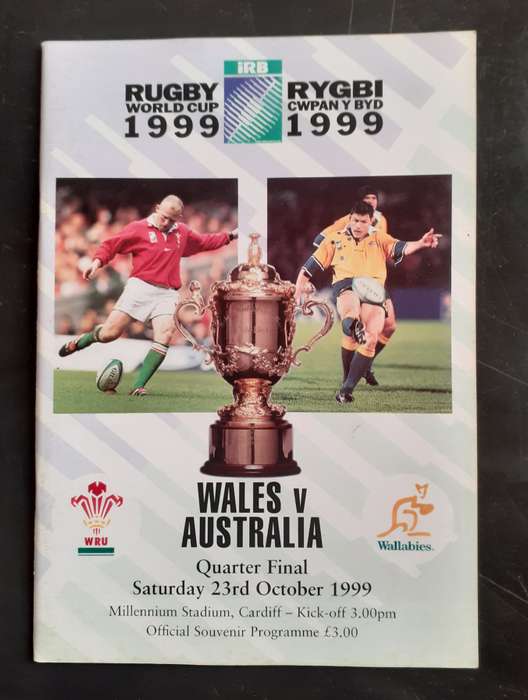 iRB
RUGBY
WORLD CUP
1999
RYGBI
CWPAN Y BYD
1999
WALES v
AUSTRALIA
WRU
Wallabies
Quarter Final
Saturday 23rd October 1999
Millennium Stadium, Cardiff – Kick-off 3.00pm
Official Souvenir Programme £3.00